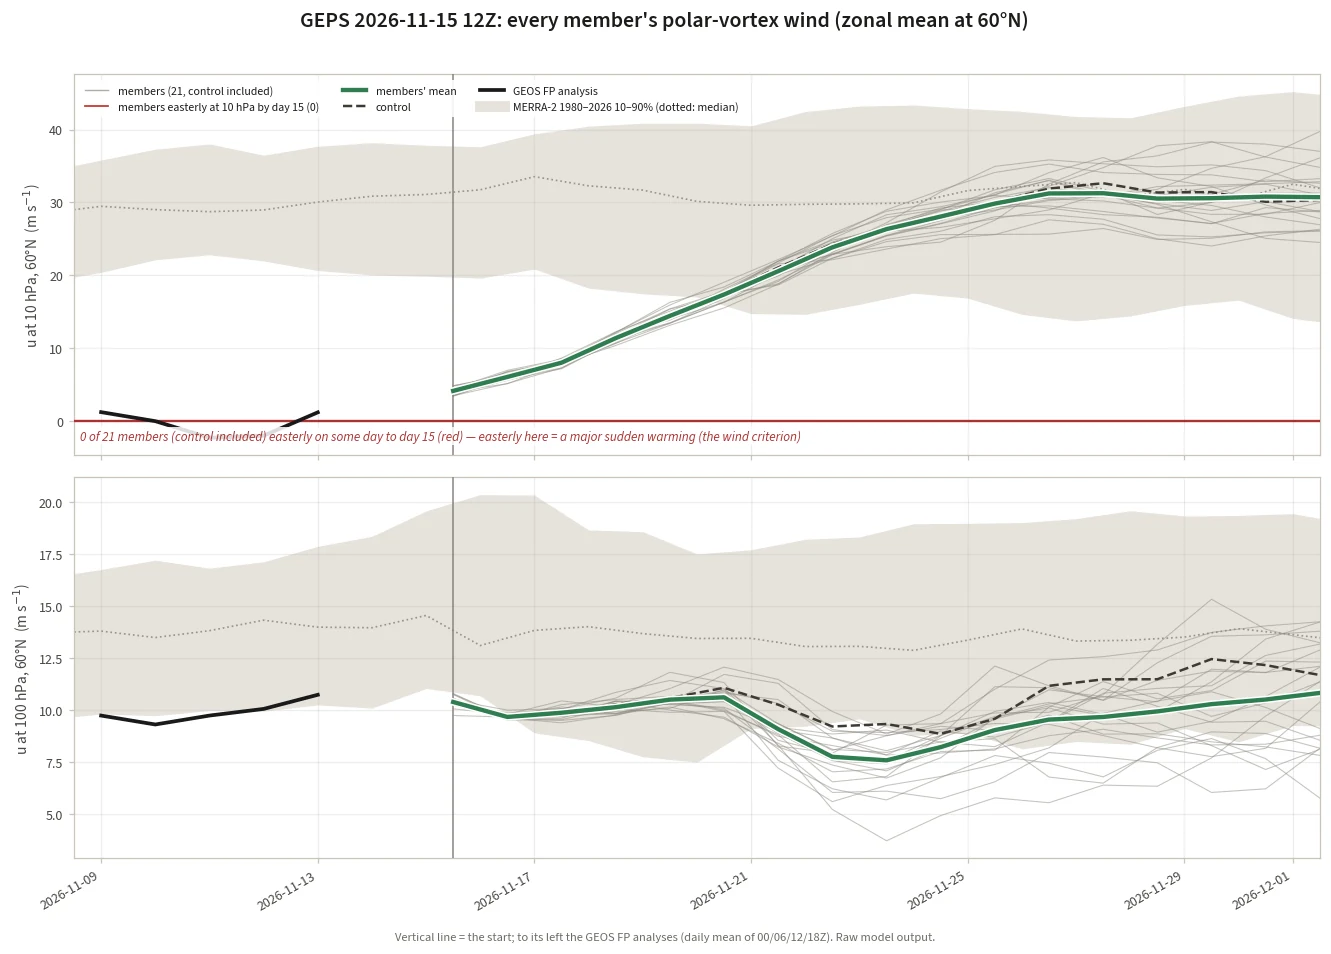 GEPS 2026-11-15 12Z: every member's polar-vortex wind (zonal mean at 60°N)
members (21, control included)
members easterly at 10 hPa by day 15 (0)
members' mean
control
GEOS FP analysis
MERRA-2 1980–2026 10–90% (dotted: median)
u at 10 hPa, 60°N (m s⁻¹)
40
30
20
10
0
0 of 21 members (control included) easterly on some day to day 15 (red) — easterly here = a major sudden warming (the wind criterion)
u at 100 hPa, 60°N (m s⁻¹)
20.0
17.5
15.0
12.5
10.0
7.5
5.0
2026-11-09
2026-11-13
2026-11-17
2026-11-21
2026-11-25
2026-11-29
2026-12-01
Vertical line = the start; to its left the GEOS FP analyses (daily mean of 00/06/12/18Z). Raw model output.